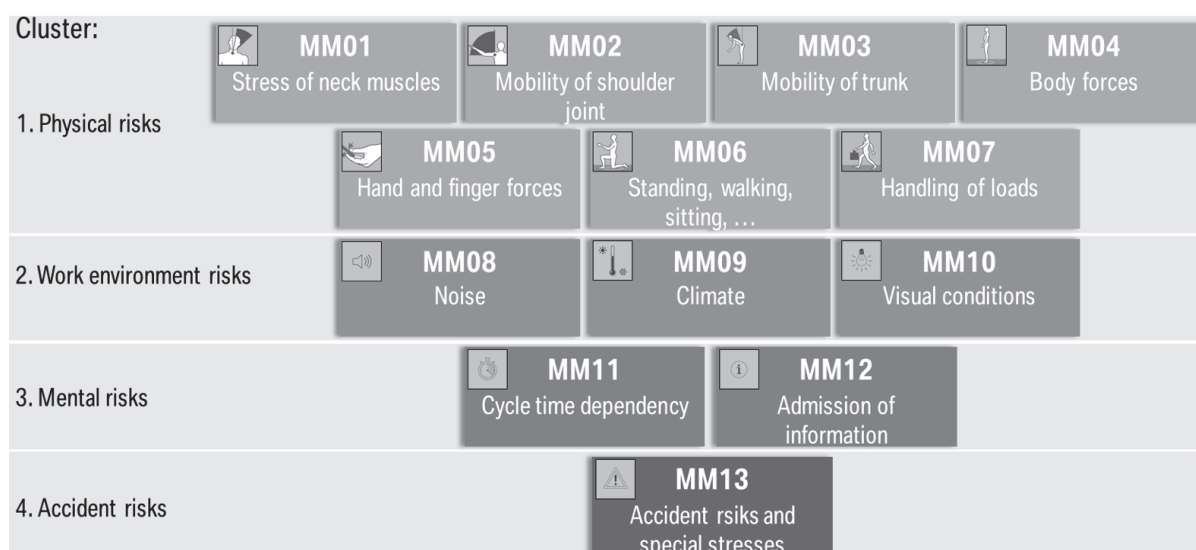 Cluster:
MM01
Stress of neck muscles
MM02
Mobility of shoulder
joint
MM03
Mobility of trunk
MM04
Body forces
1. Physical risks
MM05
Hand and finger forces
MM06
Standing, walking,
sitting, …
MM07
Handling of loads
2. Work environment risks
MM08
Noise
MM09
Climate
MM10
Visual conditions
3. Mental risks
MM11
Cycle time dependency
MM12
Admission of
information
4. Accident risks
MM13
Accident rsiks and
special stresses